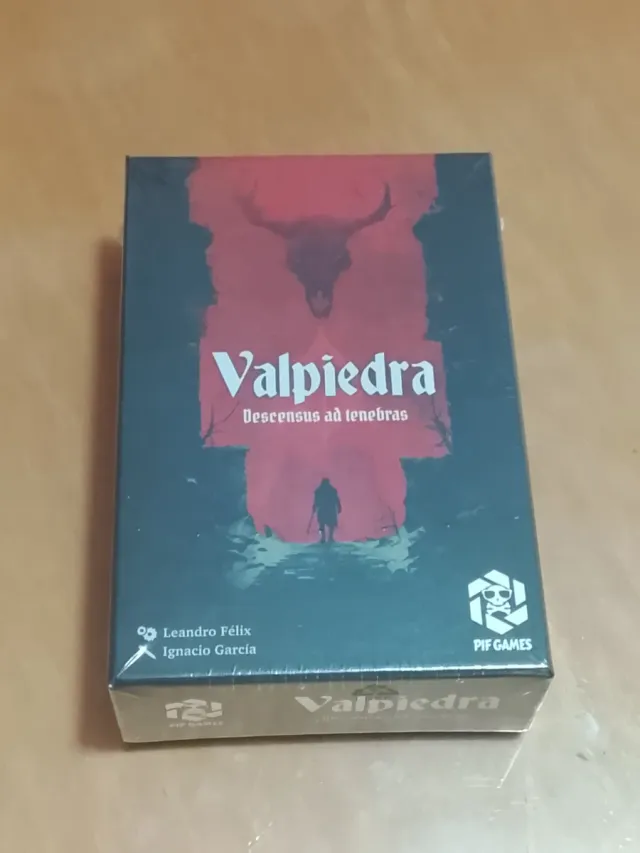 Valpiedra
Descensus ad tenebras
Leandro Félix
Ignacio García
PIF GAMES
PIF GAMES
Valpiedra